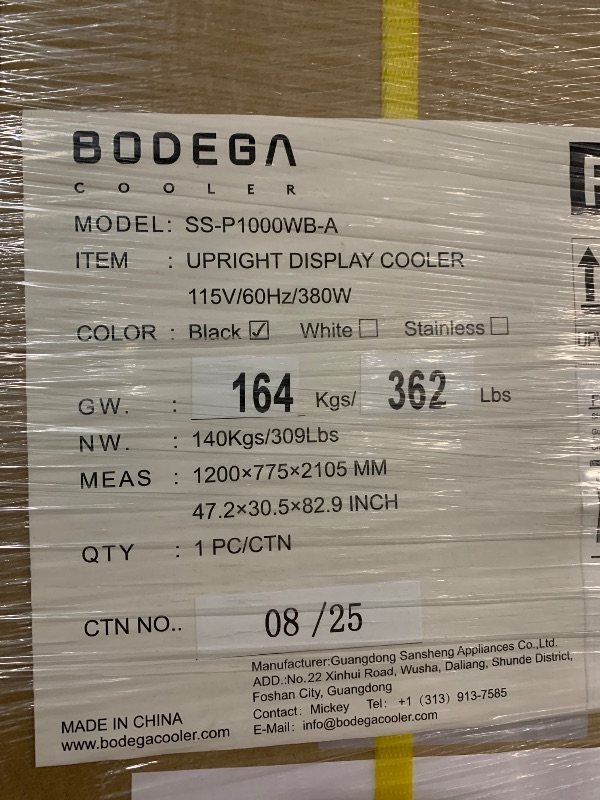 BODEGA
COOLER
MODEL: SS-P1000WB-A
ITEM : UPRIGHT DISPLAY COOLER
115V/60Hz/380W
COLOR : Black ☑ White ☐ Stainless ☐
GW. : 164 Kgs/ 362 Lbs
NW. : 140Kgs/309Lbs
MEAS : 1200×775×2105 MM
47.2×30.5×82.9 INCH
QTY : 1 PC/CTN
CTN NO.. 08 /25
Manufacturer:Guangdong Sansheng Appliances Co.,Ltd.
ADD.:No.22 Xinhui Road, Wusha, Daliang, Shunde District,
Foshan City, Guangdong
Contact: Mickey Tel: +1 (313) 913-7585
E-Mail: info@bodegacooler.com
MADE IN CHINA
www.bodegacooler.com